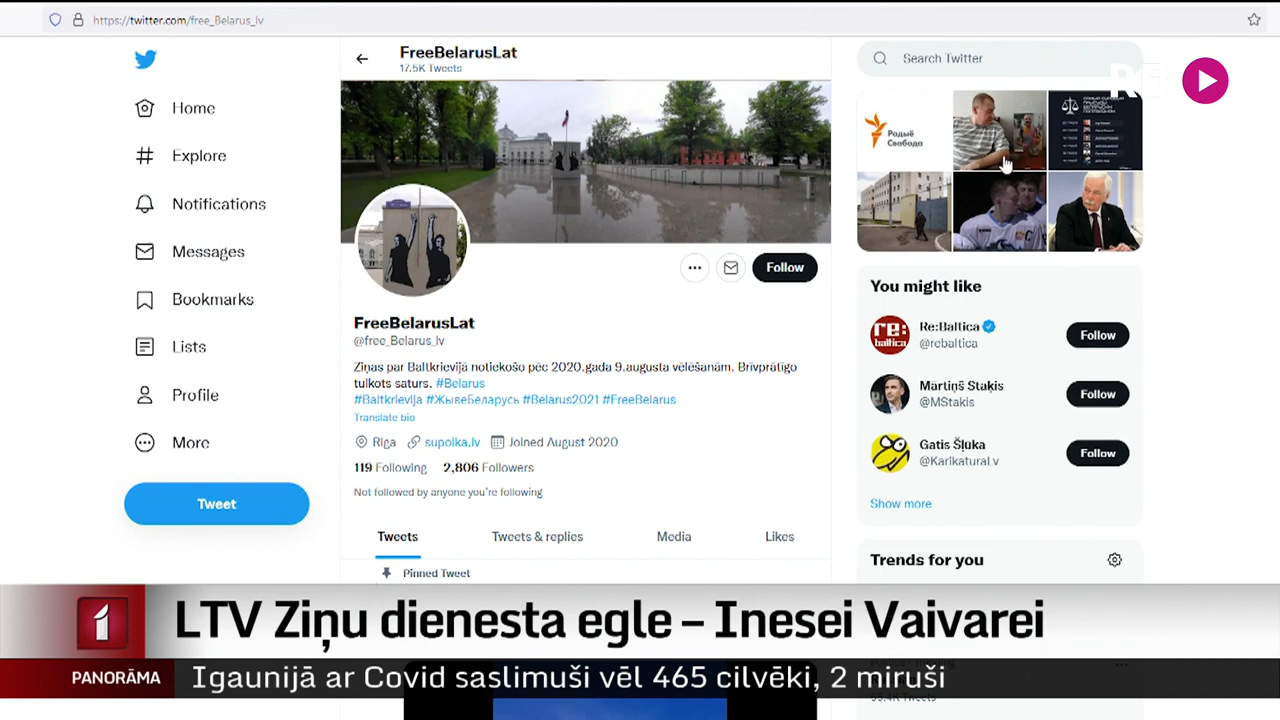 https://twitter.com/free_Belarus_lv
FreeBelarusLat
17.5K Tweets
Search Twitter
Home
Explore
Notifications
Messages
Bookmarks
Lists
Profile
More
Tweet
Радыё
Свабода
Follow
FreeBelarusLat
@free_Belarus_lv
Ziņas par Baltkrievijā notiekošo pēc 2020.gada 9.augusta vēlēšanām. Brīvprātīgo
tulkots saturs. #Belarus
#Baltkrievija #ЖывеБеларусь #Belarus2021 #FreeBelarus
Translate bio
Rīga supolka.lv Joined August 2020
119 Following 2,806 Followers
Not followed by anyone you're following
Tweets Tweets & replies Media Likes
Pinned Tweet
You might like
re:
baltica
Re:Baltica
@rebaltica
Follow
Mārtiņš Staķis
@MStakis
Follow
Gatis Šļūka
@Karikatural.v
Follow
Show more
Trends for you
1
LTV Ziņu dienesta egle – Inesei Vaivarei
PANORĀMA
Igaunijā ar Covid saslimuši vēl 465 cilvēki, 2 miruši